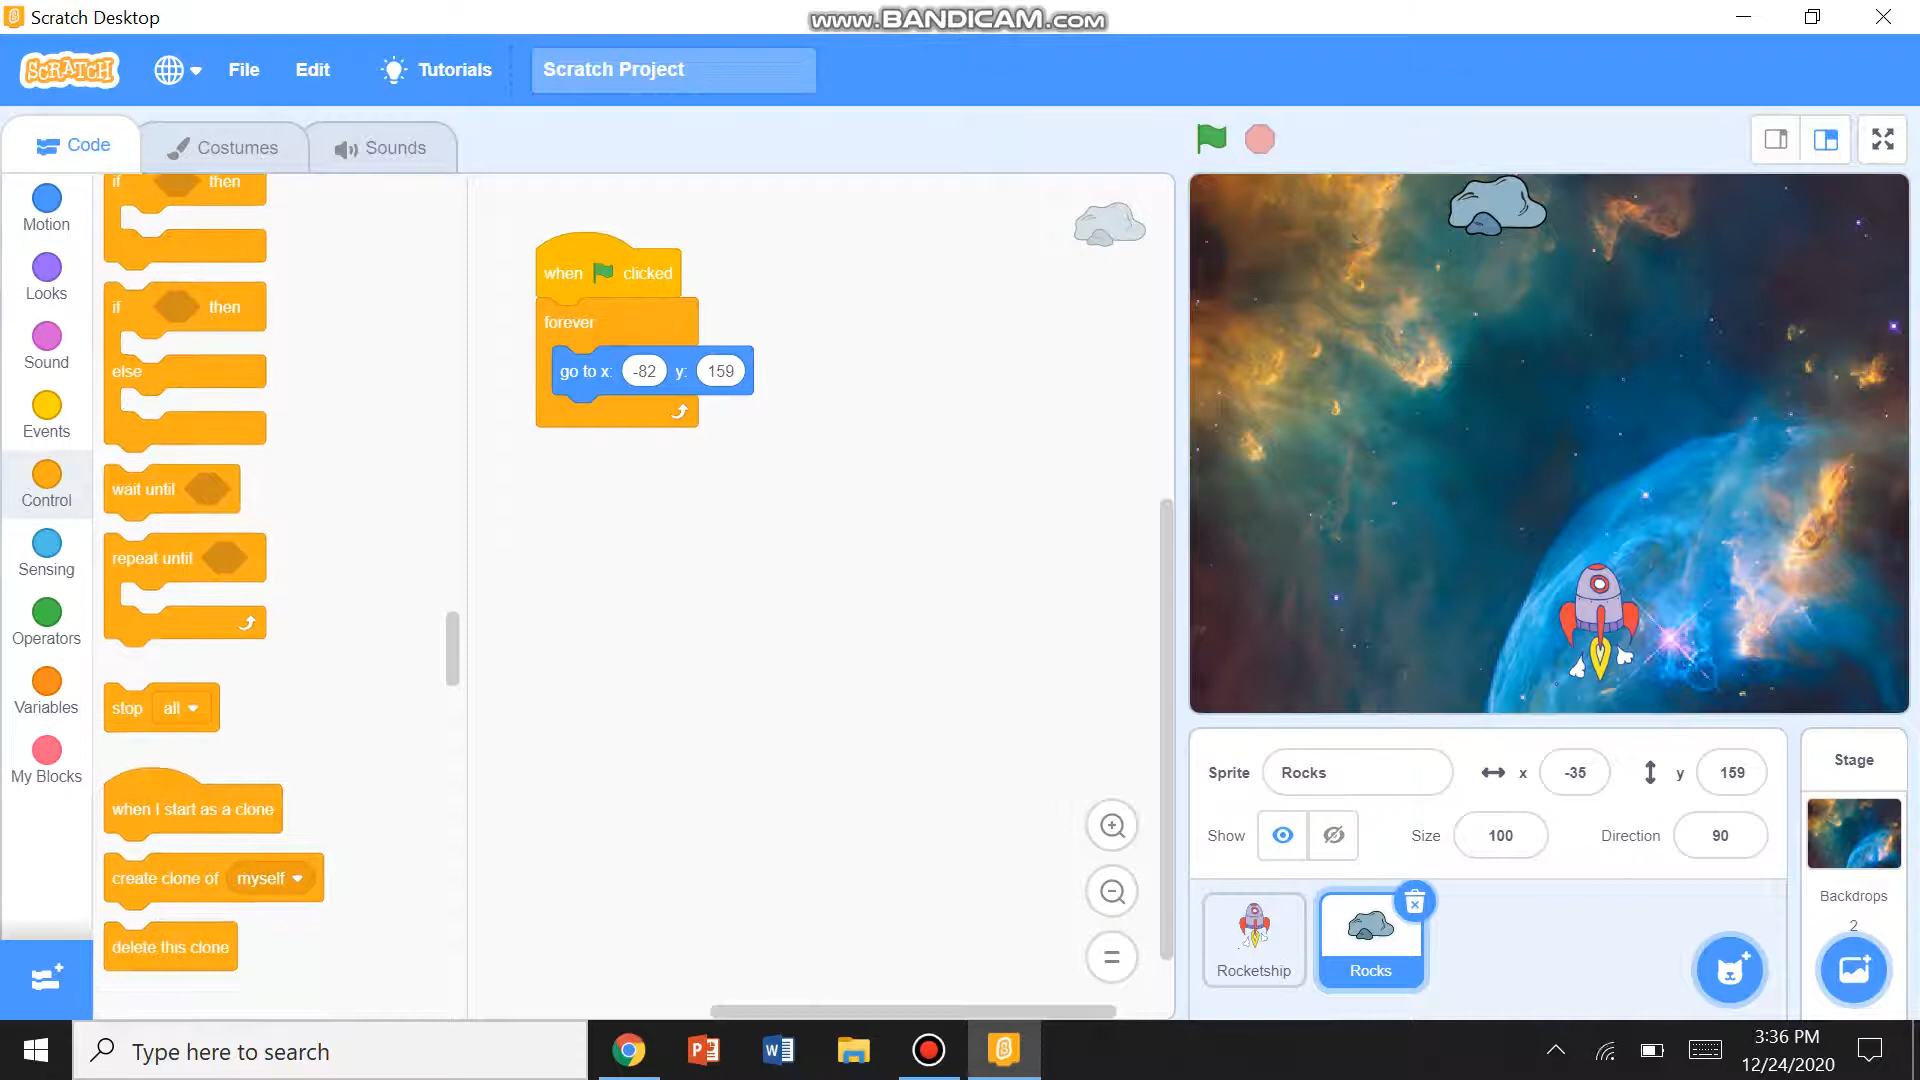 Scratch Desktop
www.BANDICAM.com
SCRATCH
File
Edit
Tutorials
Scratch Project
Code
Costumes
Sounds
Motion
Looks
Sound
Events
Control
Sensing
Operators
Variables
My Blocks
if then
if then
else
wait until
repeat until
stop all
when I start as a clone
create clone of myself
delete this clone
when clicked
forever
go to x: -82 y: 159
Sprite Rocks x -35 y 159
Show Size 100 Direction 90
Rocketship
Rocks
Stage
Backdrops
2
Type here to search
3:36 PM
12/24/2020